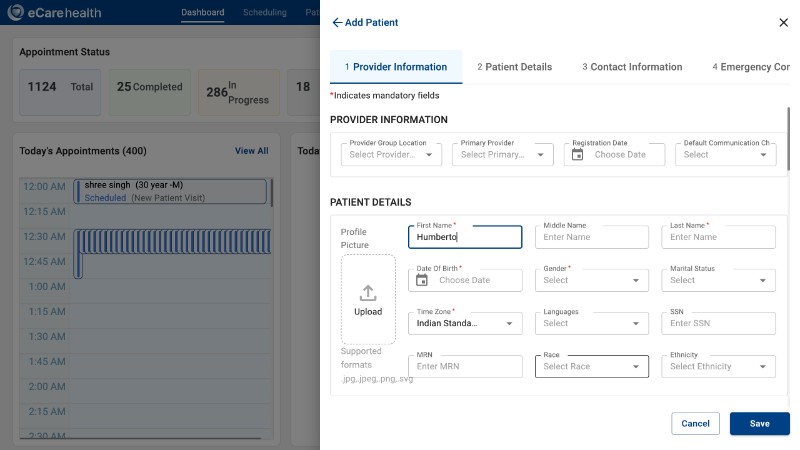 eCarehealth
Dashboard
Scheduling
Pat
Appointment Status
1124 Total
25 Completed
286 In Progress
18
Today's Appointments (400)
View All
Toda
12:00 AM
shree singh (30 year -M)
Scheduled (New Patient Visit)
12:15 AM
12:30 AM
12:45 AM
1:00 AM
1:15 AM
1:30 AM
1:45 AM
2:00 AM
2:15 AM
2:30 AM
Add Patient
1 Provider Information
2 Patient Details
3 Contact Information
4 Emergency Con
*Indicates mandatory fields
PROVIDER INFORMATION
Provider Group Location
Select Provider...
Primary Provider
Select Primary...
Registration Date
Choose Date
Default Communication Ch
Select
PATIENT DETAILS
Profile
Picture
Upload
Supported
formats
.jpg,.jpeg,.png,.svg
First Name *
Humberto
Middle Name
Enter Name
Last Name *
Enter Name
Date Of Birth *
Choose Date
Gender *
Select
Marital Status
Select
Time Zone *
Indian Standa...
Languages
Select
SSN
Enter SSN
MRN
Enter MRN
Race
Select Race
Ethnicity
Select Ethnicity
Cancel
Save